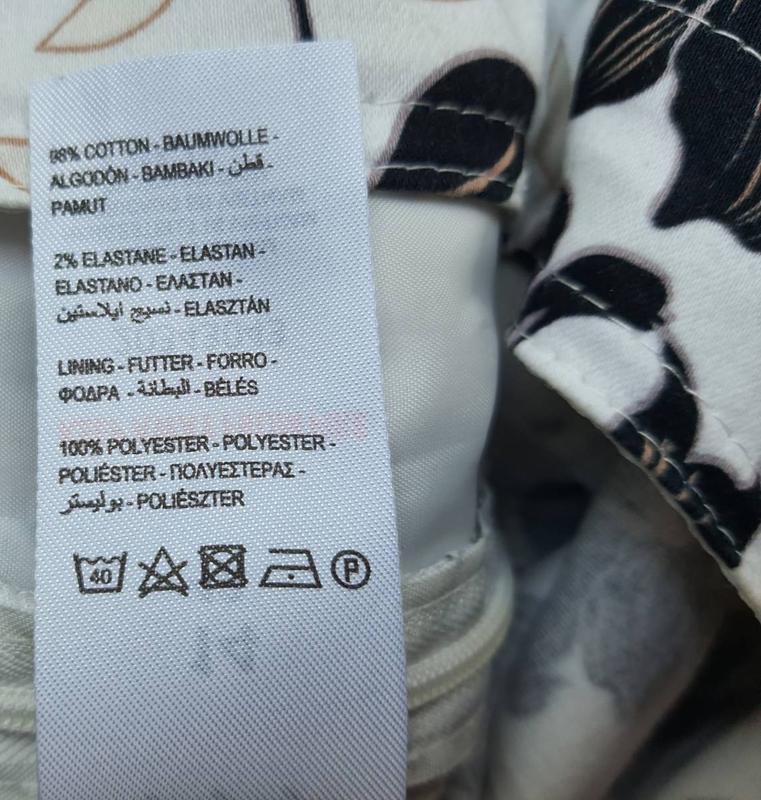 98% COTTON - BAUMWOLLE -
ALGODÓN - BAMBAKI - قطن -
PAMUT
2% ELASTANE - ELASTAN -
ELASTANO - ΕΛΑΣΤΑΝ -
نسيج ايلاستين - ELASZTÁN
LINING - FUTTER - FORRO -
ΦΟΔΡΑ - البطانة - BÉLÉS
100% POLYESTER - POLYESTER -
POLIÉSTER - ΠΟΛΥΕΣΤΕΡΑΣ -
بوليستر - POLIÉSZTER
40 P